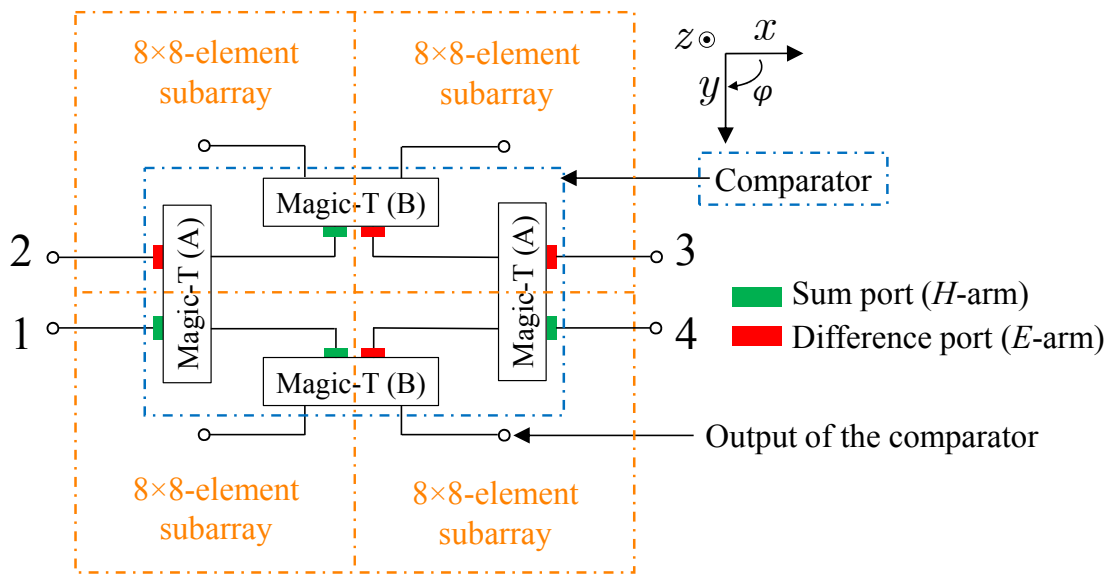 8×8-element
subarray
8×8-element
subarray
z
x
y
φ
Comparator
Magic-T (B)
Magic-T (A)
Magic-T (A)
2
3
1
4
Sum port (H-arm)
Difference port (E-arm)
Magic-T (B)
Output of the comparator
8×8-element
subarray
8×8-element
subarray